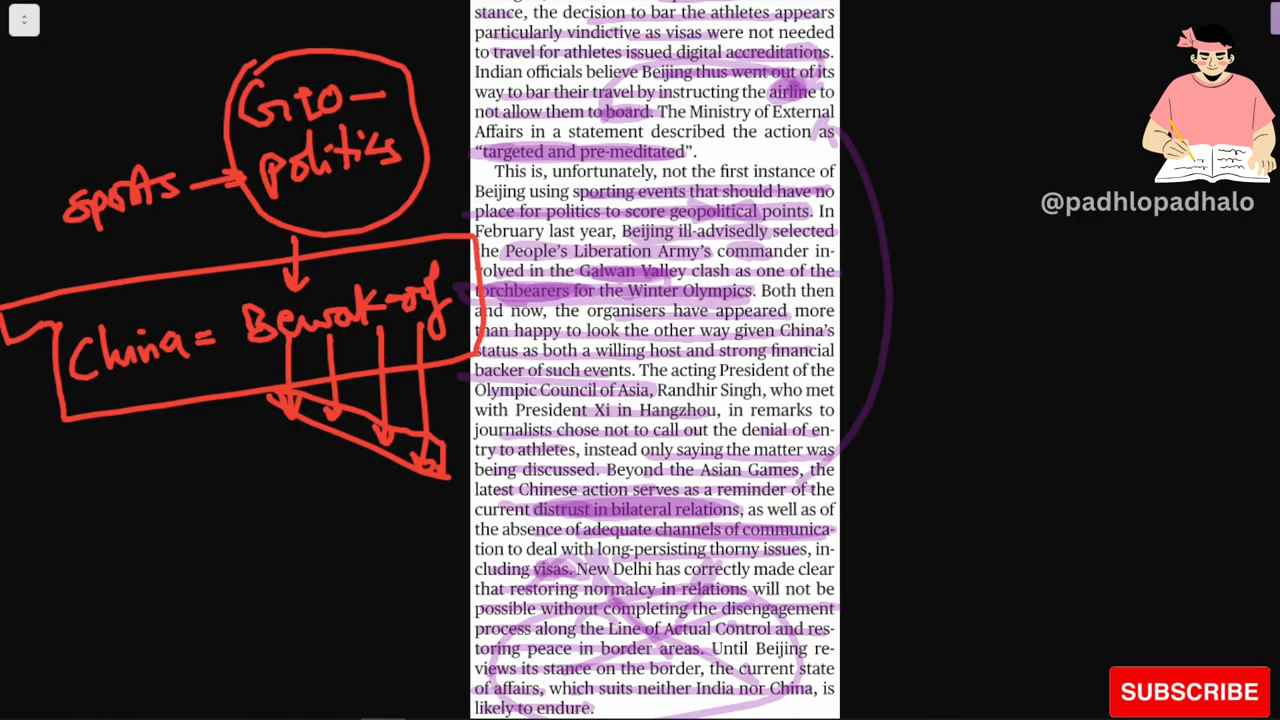 Geo-
politics
sports
China = Bewak-oof
stance, the decision to bar the athletes appears
particularly vindictive as visas were not needed
to travel for athletes issued digital accreditations.
Indian officials believe Beijing thus went out of its
way to bar their travel by instructing the airline to
not allow them to board. The Ministry of External
Affairs in a statement described the action as
“targeted and pre-meditated”.
This is, unfortunately, not the first instance of
Beijing using sporting events that should have no
place for politics to score geopolitical points. In
February last year, Beijing ill-advisedly selected
the People’s Liberation Army’s commander in-
volved in the Galwan Valley clash as one of the
torchbearers for the Winter Olympics. Both then
and now, the organisers have appeared more
than happy to look the other way given China’s
status as both a willing host and strong financial
backer of such events. The acting President of the
Olympic Council of Asia, Randhir Singh, who met
with President Xi in Hangzhou, in remarks to
journalists chose not to call out the denial of en-
try to athletes, instead only saying the matter was
being discussed. Beyond the Asian Games, the
latest Chinese action serves as a reminder of the
current distrust in bilateral relations, as well as of
the absence of adequate channels of communica-
tion to deal with long-persisting thorny issues, in-
cluding visas. New Delhi has correctly made clear
that restoring normalcy in relations will not be
possible without completing the disengagement
process along the Line of Actual Control and res-
toring peace in border areas. Until Beijing re-
views its stance on the border, the current state
of affairs, which suits neither India nor China, is
likely to endure.
@padhlopadhalo
SUBSCRIBE